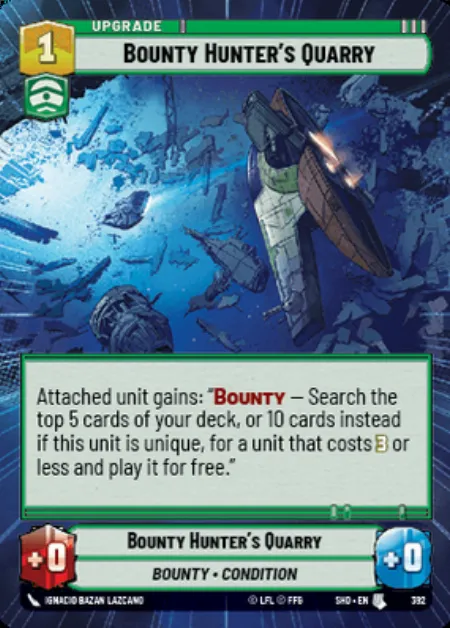 1
UPGRADE
BOUNTY HUNTER'S QUARRY
Attached unit gains: "BOUNTY — Search the
top 5 cards of your deck, or 10 cards instead
if this unit is unique, for a unit that costs 3 or
less and play it for free."
+0
BOUNTY HUNTER'S QUARRY
+0
BOUNTY • CONDITION
IGNACIO BAZAN LAZCANO
© LFL © FFG
SHD • EN
392